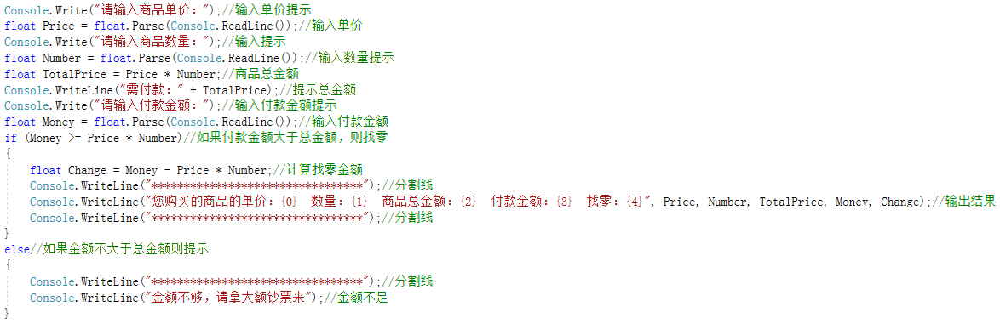 Console.Write("请输入商品单价：");//输入单价提示
float Price = float.Parse(Console.ReadLine());//输入单价
Console.Write("请输入商品数量：");//输入提示
float Number = float.Parse(Console.ReadLine());//输入数量提示
float TotalPrice = Price * Number;//商品总金额
Console.WriteLine("需付款：" + TotalPrice);//提示总金额
Console.Write("请输入付款金额：");//输入付款金额提示
float Money = float.Parse(Console.ReadLine());//输入付款金额
if (Money >= Price * Number)//如果付款金额大于总金额，则找零
{
    float Change = Money - Price * Number;//计算找零金额
    Console.WriteLine("*********************************");//分割线
    Console.WriteLine("您购买的商品的单价：{0}  数量：{1}  商品总金额：{2}  付款金额：{3}  找零：{4}", Price, Number, TotalPrice, Money, Change);//输出结果
    Console.WriteLine("*********************************");//分割线
}
else//如果金额不大于总金额则提示
{
    Console.WriteLine("*********************************");//分割线
    Console.WriteLine("金额不够，请拿大额钞票来");//金额不足
}